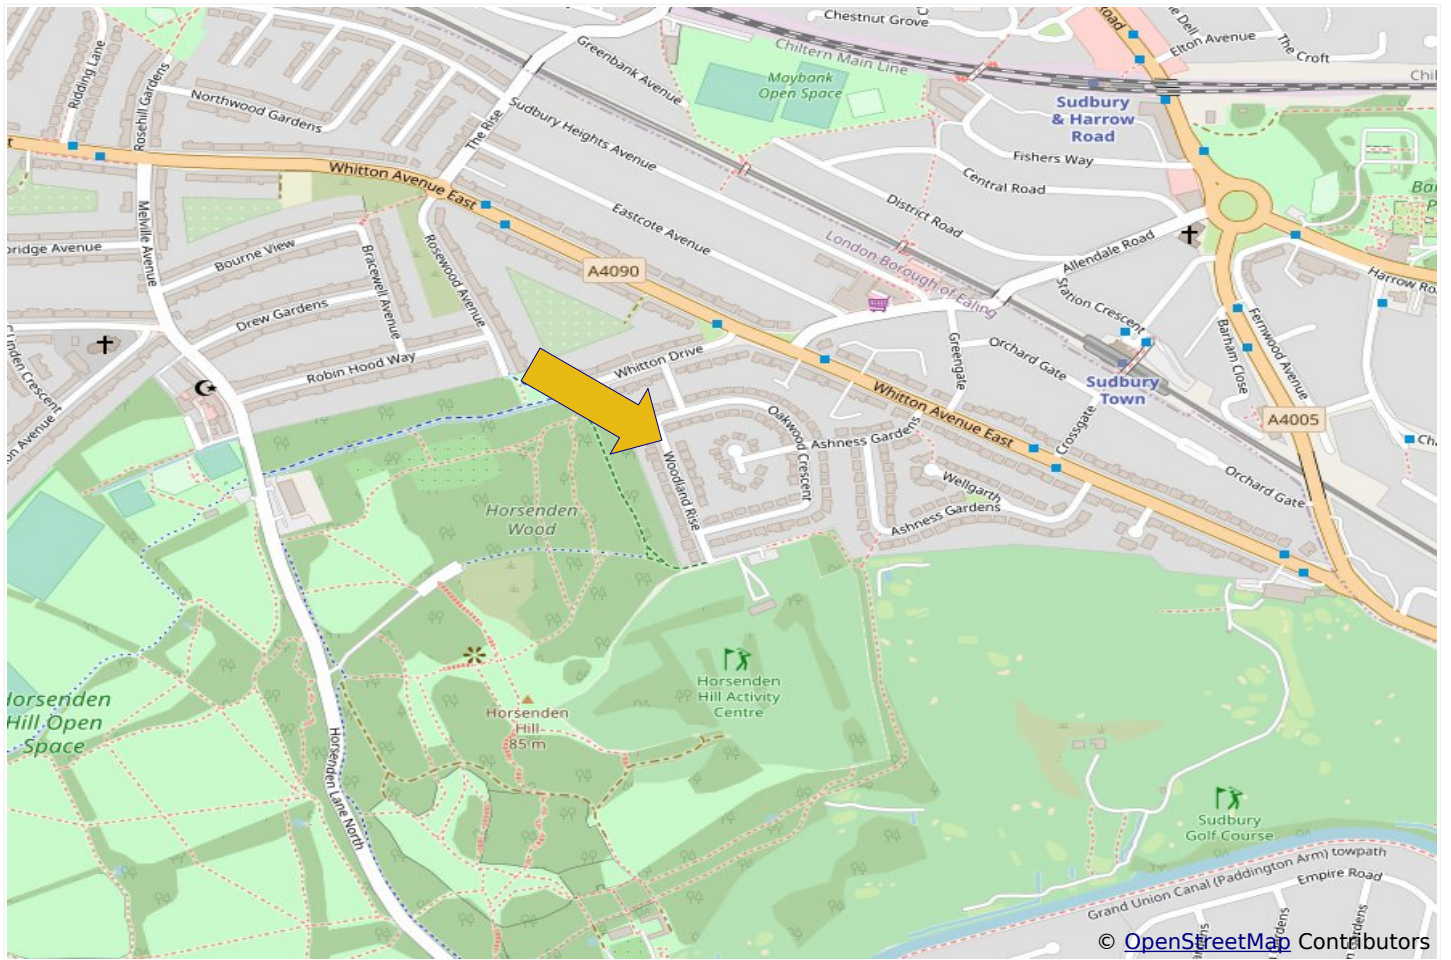 Chestnut Grove
Road
The Dell
Elton Avenue
The Croft
Ridding Lane
Rosehill Gardens
Greenbank Avenue
Chiltern Main Line
Maybank
Open Space
Sudbury
& Harrow
Road
Northwood Gardens
The Rise
Sudbury Heights Avenue
Fishers Way
Central Road
Whitton Avenue East
District Road
Eastcote Avenue
London Borough of Ealing
Allendale Road
Harrow Ro
Melville Avenue
Bourne View
Bracewell Avenue
Rosewood Avenue
A4090
Station Crescent
Drew Gardens
Fernwood Avenue
Barham Close
Linden Crescent
Robin Hood Way
Whitton Drive
Greengate
Orchard Gate
Sudbury
Town
Whitton Avenue East
Crossgate
A4005
Oakwood Crescent
Ashness Gardens
Woodland Rise
Wellgarth
Ashness Gardens
Orchard Gate
Horsenden
Wood
Horsenden
Hill Activity
Centre
Horsenden
Hill
85 m
Horsenden
Hill Open
Space
Horsenden Lane North
Sudbury
Golf Course
Grand Union Canal (Paddington Arm) towpath
Empire Road
© OpenStreetMap Contributors